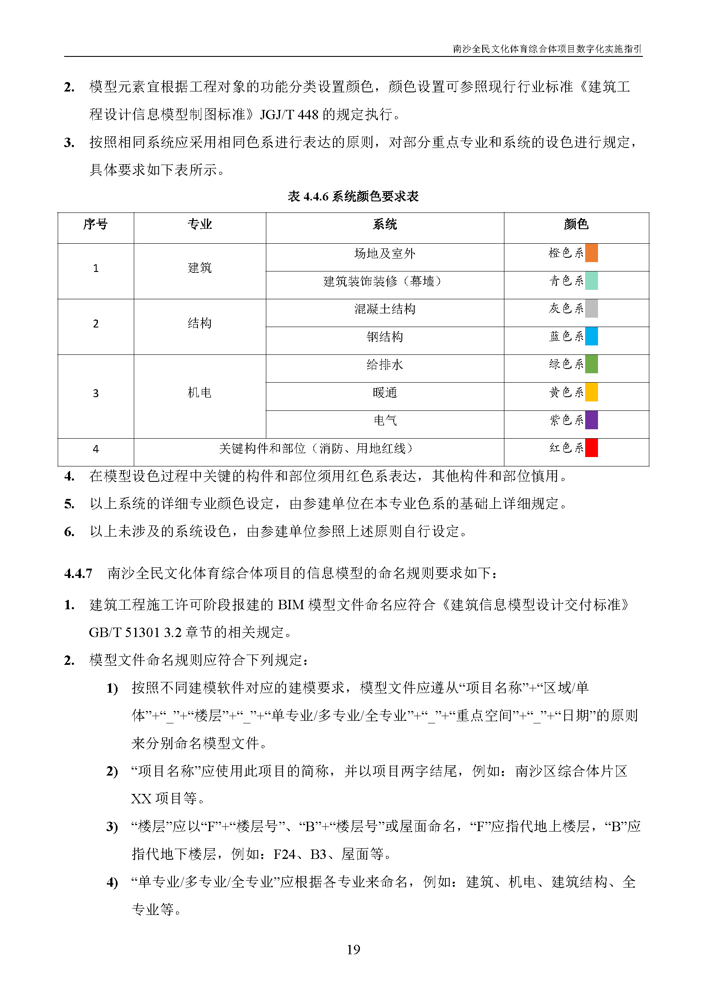 南沙全民文化体育综合体项目数字化实施指引
2. 模型元素宜根据工程对象的功能分类设置颜色，颜色设置可参照现行行业标准《建筑工
程设计信息模型制图标准》JGJ/T 448 的规定执行。
3. 按照相同系统应采用相同色系进行表达的原则，对部分重点专业和系统的设色进行规定，
具体要求如下表所示。
表 4.4.6 系统颜色要求表
序号 专业 系统 颜色
1 建筑 场地及室外 橙色系
建筑装饰装修（幕墙） 青色系
2 结构 混凝土结构 灰色系
钢结构 蓝色系
3 机电 给排水 绿色系
暖通 黄色系
电气 紫色系
4 关键构件和部位（消防、用地红线） 红色系
4. 在模型设色过程中关键的构件和部位须用红色系表达，其他构件和部位慎用。
5. 以上系统的详细专业颜色设定，由参建单位在本专业色系的基础上详细规定。
6. 以上未涉及的系统设色，由参建单位参照上述原则自行设定。
4.4.7 南沙全民文化体育综合体项目的信息模型的命名规则要求如下：
1. 建筑工程施工许可阶段报建的 BIM 模型文件命名应符合《建筑信息模型设计交付标准》
GB/T 51301 3.2 章节的相关规定。
2. 模型文件命名规则应符合下列规定：
1) 按照不同建模软件对应的建模要求，模型文件应遵从“项目名称”+“区域/单
体”+“_”+“楼层”+“_”+“单专业/多专业/全专业”+“_”+“重点空间”+“_”+“日期”的原则
来分别命名模型文件。
2) “项目名称”应使用此项目的简称，并以项目两字结尾，例如：南沙区综合体片区
XX 项目等。
3) “楼层”应以“F”+“楼层号”、“B”+“楼层号”或屋面命名，“F”应指代地上楼层，“B”应
指代地下楼层，例如：F24、B3、屋面等。
4) “单专业/多专业/全专业”应根据各专业来命名，例如：建筑、机电、建筑结构、全
专业等。
19